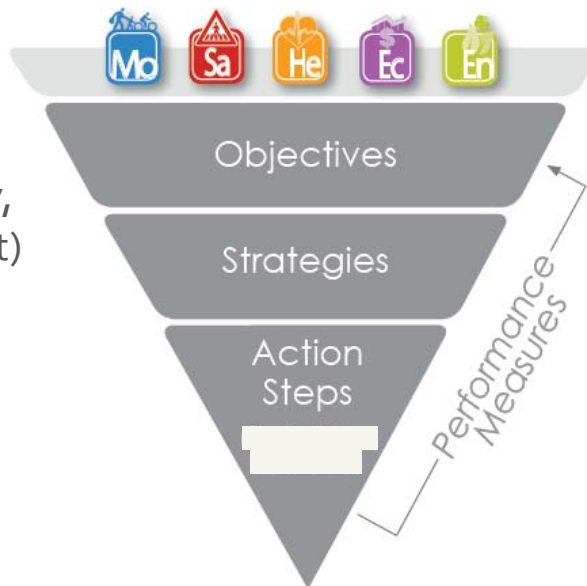 Mo Sa He Ec En
Objectives
y,
t)
Strategies
Action
Steps
Performance
Measures